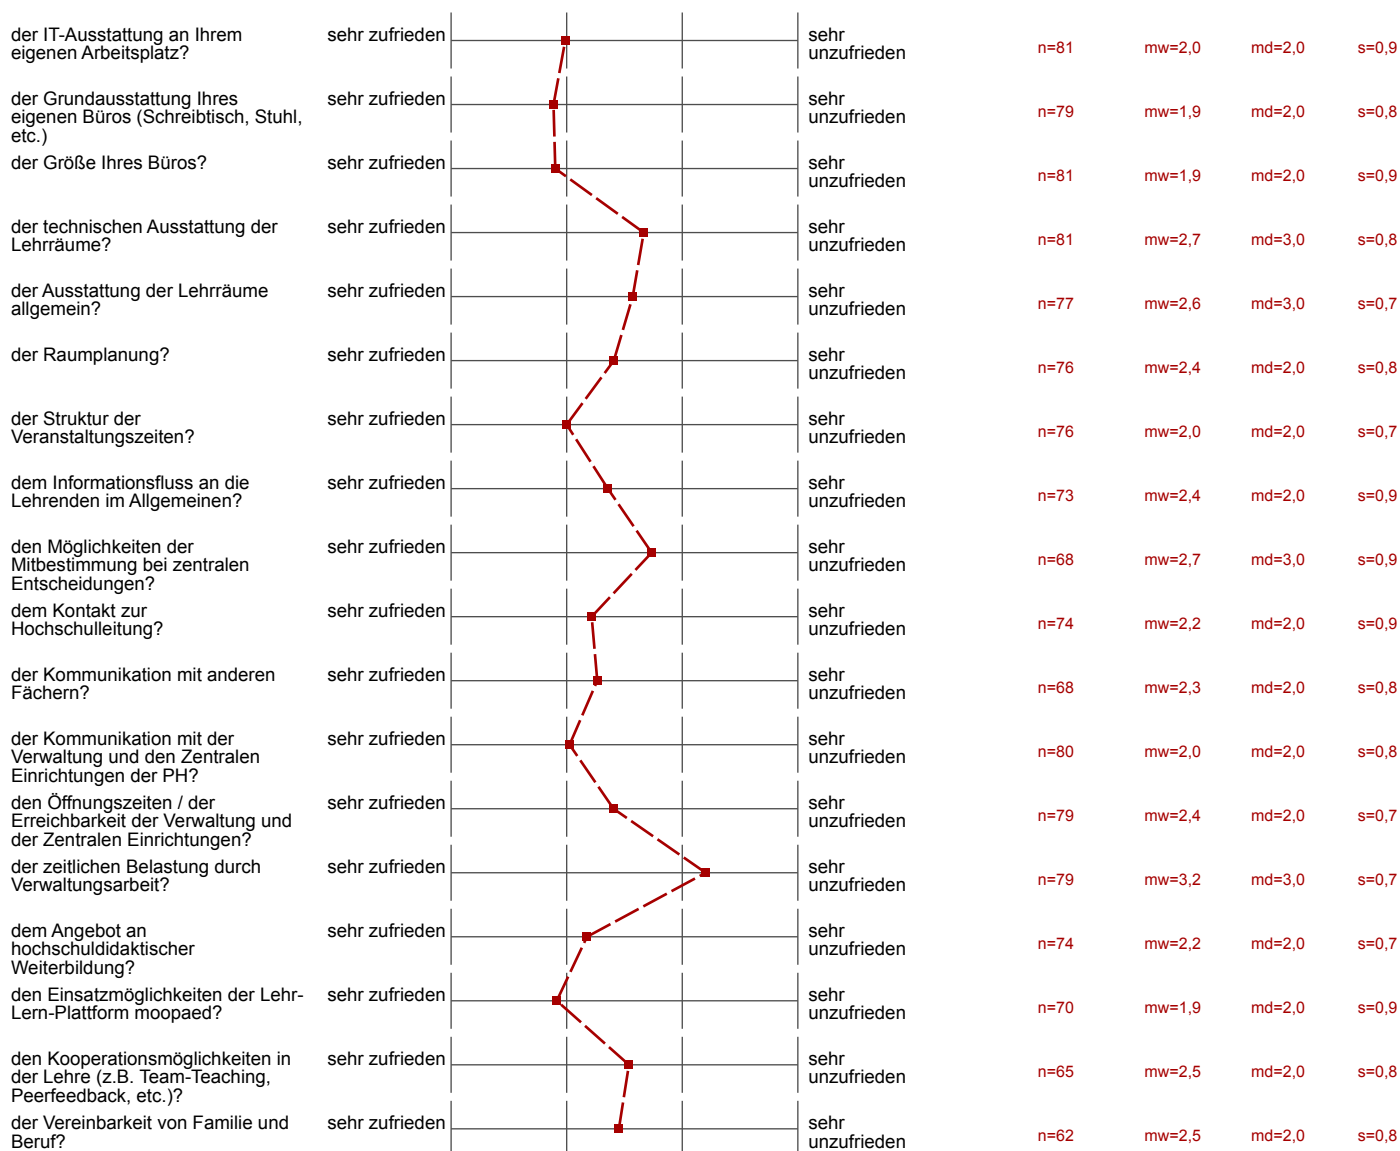 der IT-Ausstattung an Ihrem
eigenen Arbeitsplatz?
sehr zufrieden
sehr
unzufrieden
n=81 mw=2,0 md=2,0 s=0,9
der Grundausstattung Ihres
eigenen Büros (Schreibtisch, Stuhl,
etc.)
sehr zufrieden
sehr
unzufrieden
n=79 mw=1,9 md=2,0 s=0,8
der Größe Ihres Büros?
sehr zufrieden
sehr
unzufrieden
n=81 mw=1,9 md=2,0 s=0,9
der technischen Ausstattung der
Lehrräume?
sehr zufrieden
sehr
unzufrieden
n=81 mw=2,7 md=3,0 s=0,8
der Ausstattung der Lehrräume
allgemein?
sehr zufrieden
sehr
unzufrieden
n=77 mw=2,6 md=3,0 s=0,7
der Raumplanung?
sehr zufrieden
sehr
unzufrieden
n=76 mw=2,4 md=2,0 s=0,8
der Struktur der
Veranstaltungszeiten?
sehr zufrieden
sehr
unzufrieden
n=76 mw=2,0 md=2,0 s=0,7
dem Informationsfluss an die
Lehrenden im Allgemeinen?
sehr zufrieden
sehr
unzufrieden
n=73 mw=2,4 md=2,0 s=0,9
den Möglichkeiten der
Mitbestimmung bei zentralen
Entscheidungen?
sehr zufrieden
sehr
unzufrieden
n=68 mw=2,7 md=3,0 s=0,9
dem Kontakt zur
Hochschulleitung?
sehr zufrieden
sehr
unzufrieden
n=74 mw=2,2 md=2,0 s=0,9
der Kommunikation mit anderen
Fächern?
sehr zufrieden
sehr
unzufrieden
n=68 mw=2,3 md=2,0 s=0,8
der Kommunikation mit der
Verwaltung und den Zentralen
Einrichtungen der PH?
sehr zufrieden
sehr
unzufrieden
n=80 mw=2,0 md=2,0 s=0,8
den Öffnungszeiten / der
Erreichbarkeit der Verwaltung und
der Zentralen Einrichtungen?
sehr zufrieden
sehr
unzufrieden
n=79 mw=2,4 md=2,0 s=0,7
der zeitlichen Belastung durch
Verwaltungsarbeit?
sehr zufrieden
sehr
unzufrieden
n=79 mw=3,2 md=3,0 s=0,7
dem Angebot an
hochschuldidaktischer
Weiterbildung?
sehr zufrieden
sehr
unzufrieden
n=74 mw=2,2 md=2,0 s=0,7
den Einsatzmöglichkeiten der Lehr-
Lern-Plattform moopaed?
sehr zufrieden
sehr
unzufrieden
n=70 mw=1,9 md=2,0 s=0,9
den Kooperationsmöglichkeiten in
der Lehre (z.B. Team-Teaching,
Peerfeedback, etc.)?
sehr zufrieden
sehr
unzufrieden
n=65 mw=2,5 md=2,0 s=0,8
der Vereinbarkeit von Familie und
Beruf?
sehr zufrieden
sehr
unzufrieden
n=62 mw=2,5 md=2,0 s=0,8